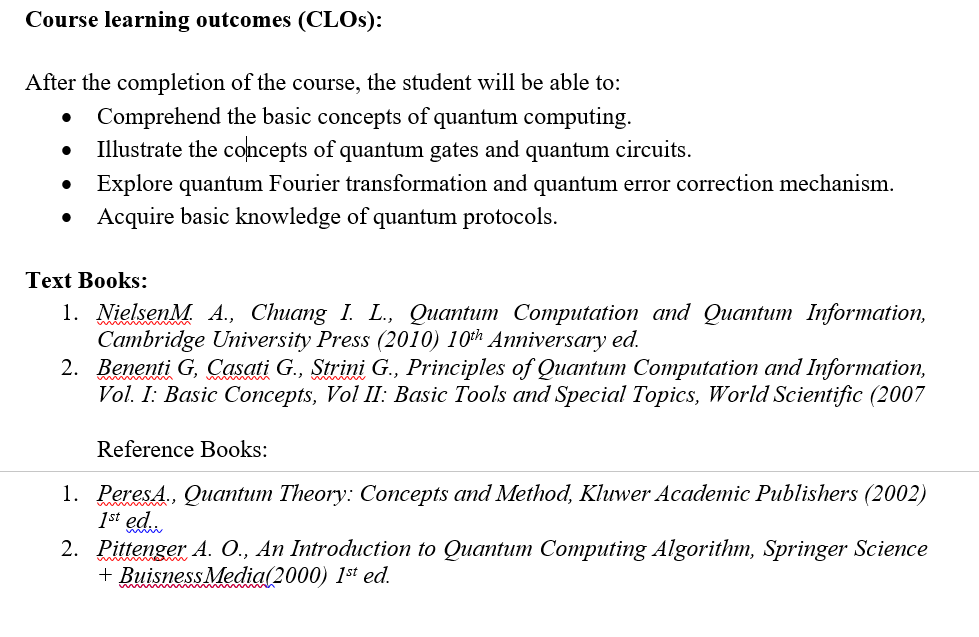 Course learning outcomes (CLOs):
After the completion of the course, the student will be able to:
• Comprehend the basic concepts of quantum computing.
• Illustrate the concepts of quantum gates and quantum circuits.
• Explore quantum Fourier transformation and quantum error correction mechanism.
• Acquire basic knowledge of quantum protocols.
Text Books:
1. NielsenM. A., Chuang I. L., Quantum Computation and Quantum Information,
Cambridge University Press (2010) 10th Anniversary ed.
2. Benenti G, Casati G., Strini G., Principles of Quantum Computation and Information,
Vol. I: Basic Concepts, Vol II: Basic Tools and Special Topics, World Scientific (2007
Reference Books:
1. PeresA., Quantum Theory: Concepts and Method, Kluwer Academic Publishers (2002)
1st ed..
2. Pittenger A. O., An Introduction to Quantum Computing Algorithm, Springer Science
+ BuisnessMedia(2000) 1st ed.